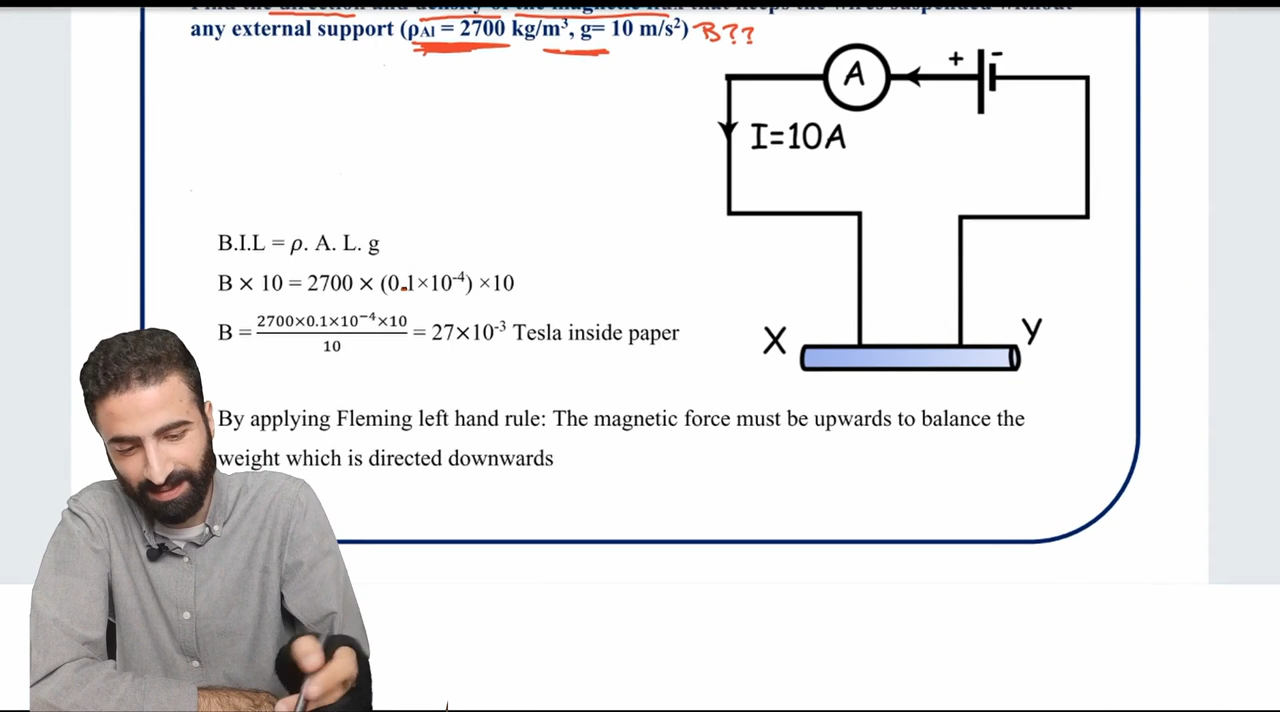 any external support (ρAl = 2700 kg/m³, g= 10 m/s²) B??
A
+ -
I=10A
B.I.L = ρ. A. L. g
B × 10 = 2700 × (0.1×10⁻⁴) ×10
B = 2700×0.1×10⁻⁴×10 / 10 = 27×10⁻³ Tesla inside paper
X Y
By applying Fleming left hand rule: The magnetic force must be upwards to balance the
weight which is directed downwards